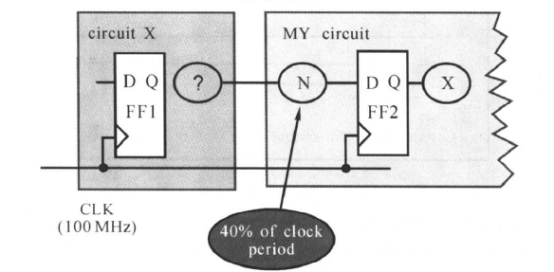 circuit X
MY circuit
D Q
FF1
?
N
D Q
FF2
X
CLK
(100 MHz)
40% of clock
period